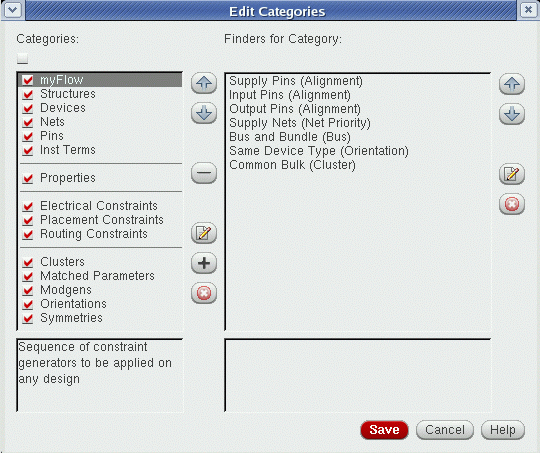 Edit Categories
Categories:
Finders for Category:
myFlow
Structures
Devices
Nets
Pins
Inst Terms
Properties
Electrical Constraints
Placement Constraints
Routing Constraints
Clusters
Matched Parameters
Modgens
Orientations
Symmetries
Supply Pins (Alignment)
Input Pins (Alignment)
Output Pins (Alignment)
Supply Nets (Net Priority)
Bus and Bundle (Bus)
Same Device Type (Orientation)
Common Bulk (Cluster)
Sequence of constraint
generators to be applied on
any design
Save
Cancel
Help